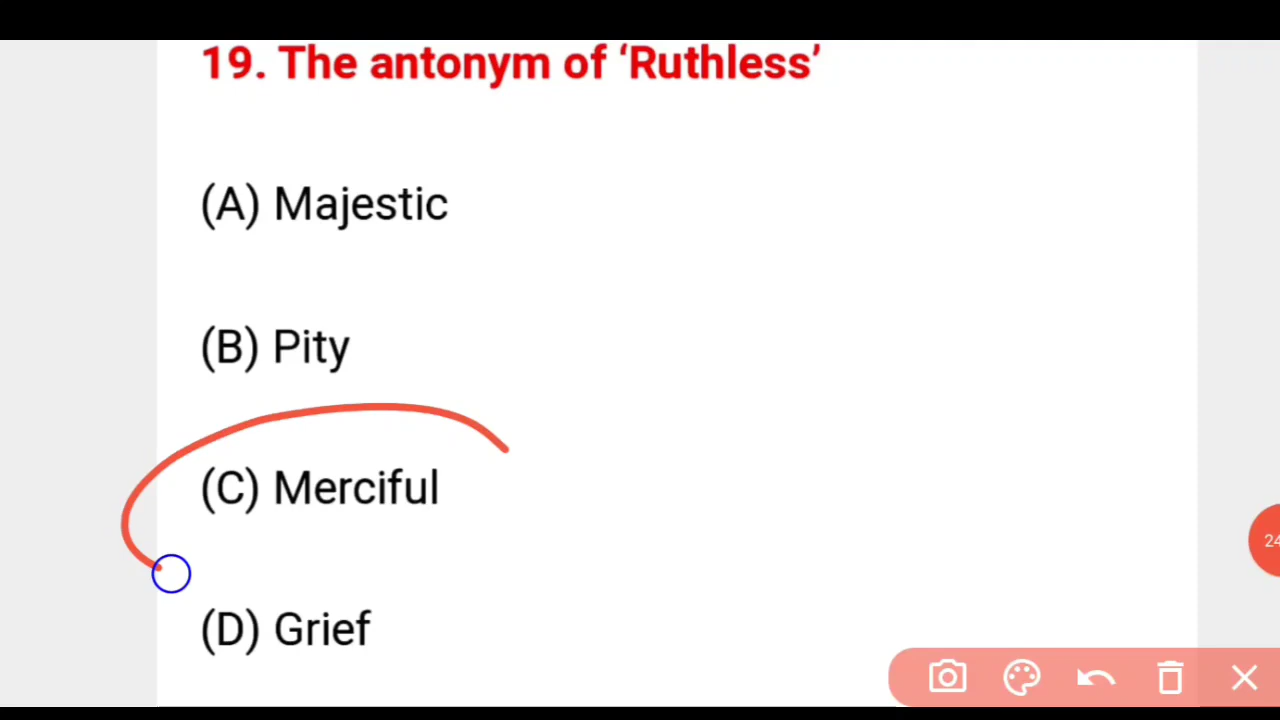 19. The antonym of ‘Ruthless’
(A) Majestic
(B) Pity
(C) Merciful
(D) Grief